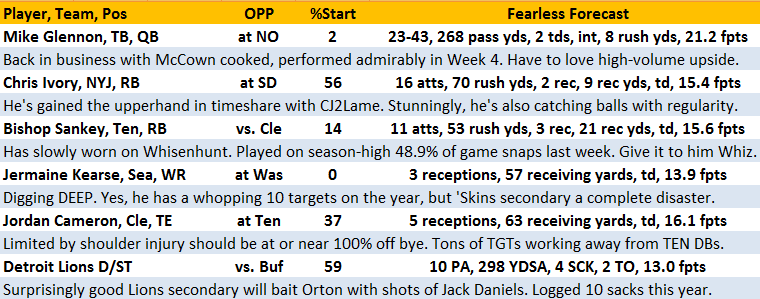 Player, Team, Pos OPP %Start Fearless Forecast
Mike Glennon, TB, QB at NO 2 23-43, 268 pass yds, 2 tds, int, 8 rush yds, 21.2 fpts
Back in business with McCown cooked, performed admirably in Week 4. Have to love high-volume upside.
Chris Ivory, NYJ, RB at SD 56 16 atts, 70 rush yds, 2 rec, 9 rec yds, td, 15.4 fpts
He's gained the upperhand in timeshare with CJ2Lame. Stunningly, he's also catching balls with regularity.
Bishop Sankey, Ten, RB vs. Cle 14 11 atts, 53 rush yds, 3 rec, 21 rec yds, td, 15.6 fpts
Has slowly worn on Whisenhunt. Played on season-high 48.9% of game snaps last week. Give it to him Whiz.
Jermaine Kearse, Sea, WR at Was 0 3 receptions, 57 receiving yards, td, 13.9 fpts
Digging DEEP. Yes, he has a whopping 10 targets on the year, but 'Skins secondary a complete disaster.
Jordan Cameron, Cle, TE at Ten 37 5 receptions, 63 receiving yards, td, 16.1 fpts
Limited by shoulder injury should be at or near 100% off bye. Tons of TGTs working away from TEN DBs.
Detroit Lions D/ST vs. Buf 59 10 PA, 298 YDSA, 4 SCK, 2 TO, 13.0 fpts
Surprisingly good Lions secondary will bait Orton with shots of Jack Daniels. Logged 10 sacks this year.